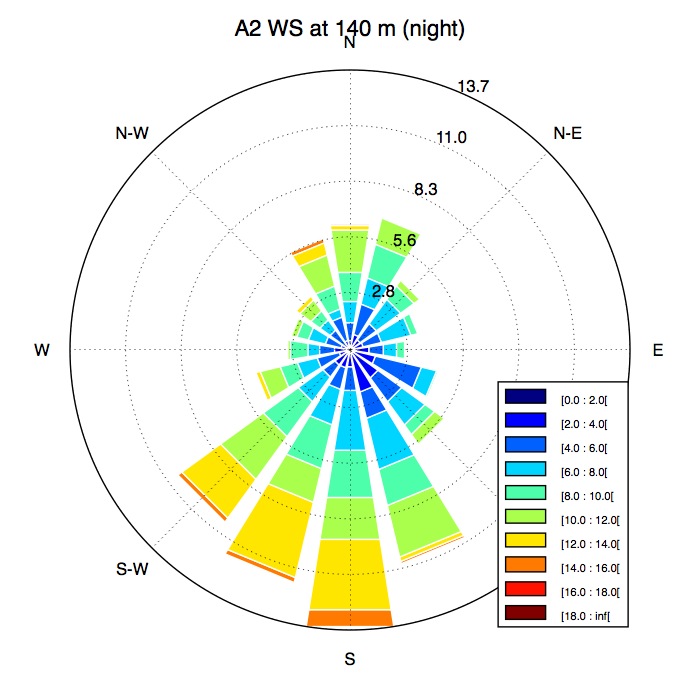 A2 WS at 140 m (night)
N
13.7
11.0
N-W
N-E
8.3
5.6
2.8
W
E
[0.0 : 2.0[
[2.0 : 4.0[
[4.0 : 6.0[
[6.0 : 8.0[
[8.0 : 10.0[
[10.0 : 12.0[
[12.0 : 14.0[
[14.0 : 16.0[
[16.0 : 18.0[
[18.0 : inf[
S-W
S